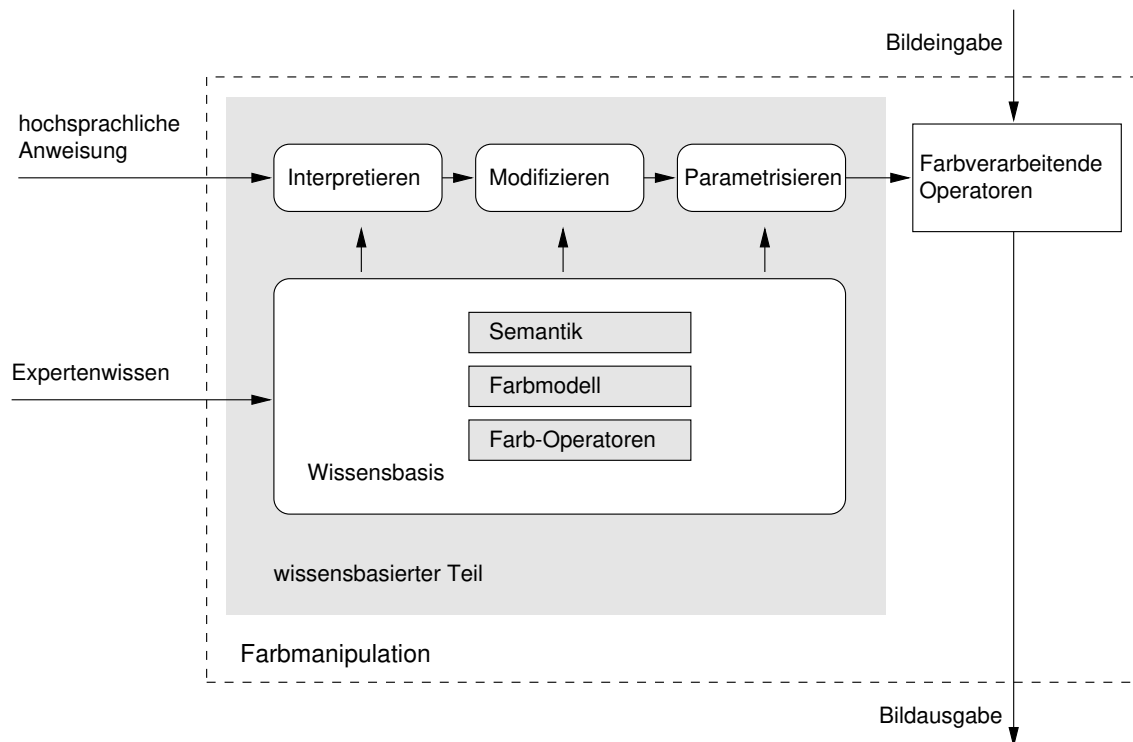 Bildeingabe
hochsprachliche
Anweisung
Interpretieren
Modifizieren
Parametrisieren
Farbverarbeitende
Operatoren
Semantik
Expertenwissen
Farbmodell
Farb-Operatoren
Wissensbasis
wissensbasierter Teil
Farbmanipulation
Bildausgabe